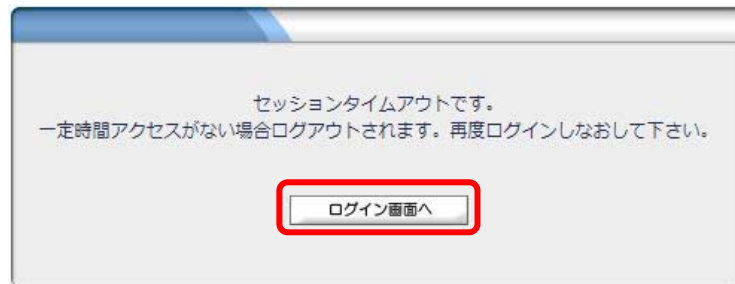 セッションタイムアウトです。
一定時間アクセスがない場合ログアウトされます。再度ログインしなおして下さい。
ログイン画面へ